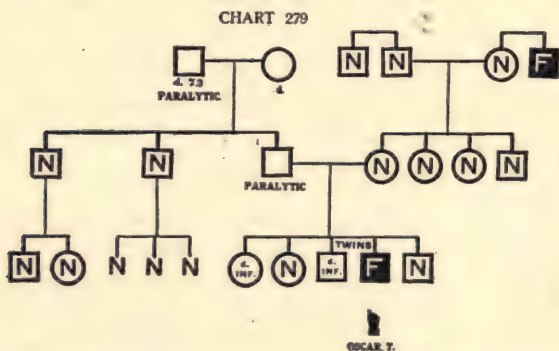 CHART 279
N N N F
d. 73
PARALYTIC
d.
N N PARALYTIC N N N N
N N N N N
d. INF. N
TWINS
d. INF. F N
OSCAR T.